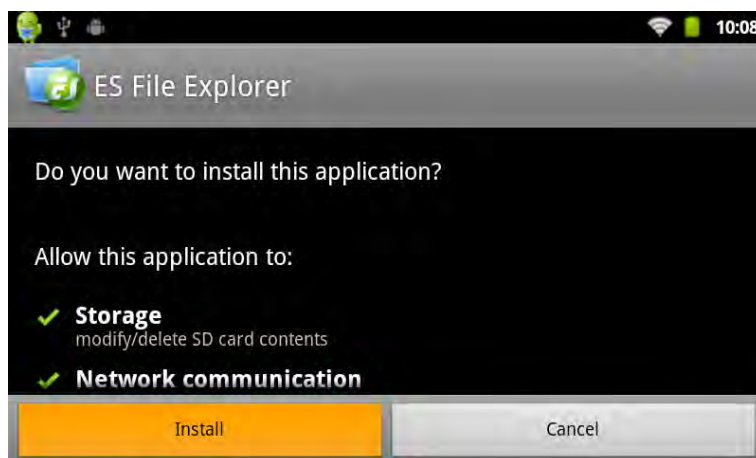 10:08
ES File Explorer
Do you want to install this application?
Allow this application to:
Storage
modify/delete SD card contents
Network communication
Install
Cancel